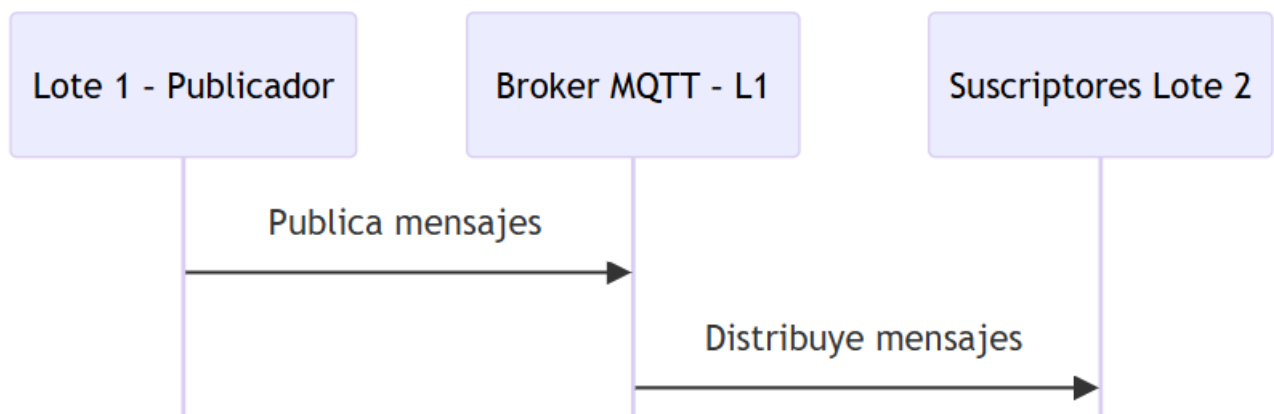 Lote 1 - Publicador
Broker MQTT - L1
Suscriptores Lote 2
Publica mensajes
Distribuye mensajes